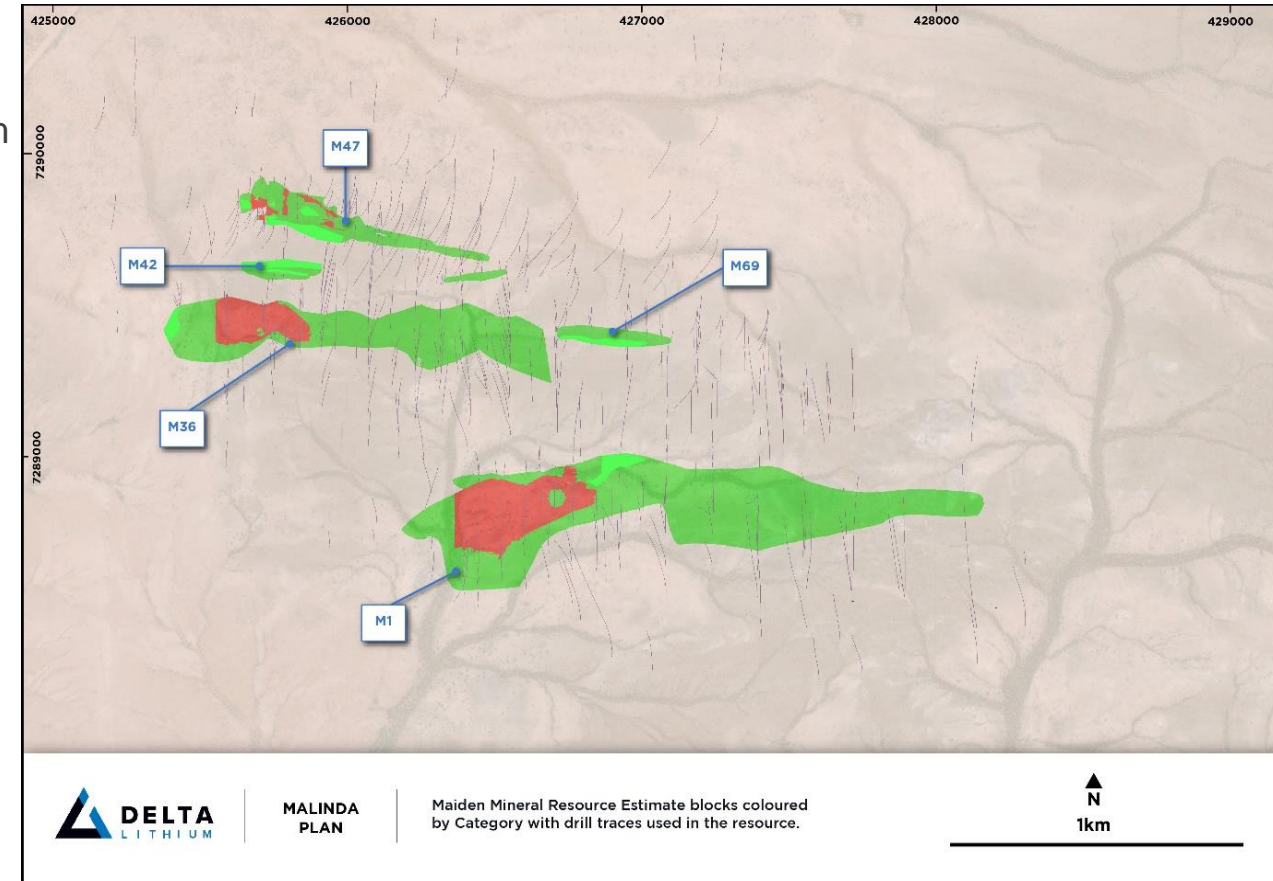 425000 426000 427000 428000 429000
7290000
M47
M42
M69
M36
7289000
M1
DELTA
LITHIUM
MALINDA
PLAN
Maiden Mineral Resource Estimate blocks coloured
by Category with drill traces used in the resource.
N
1km